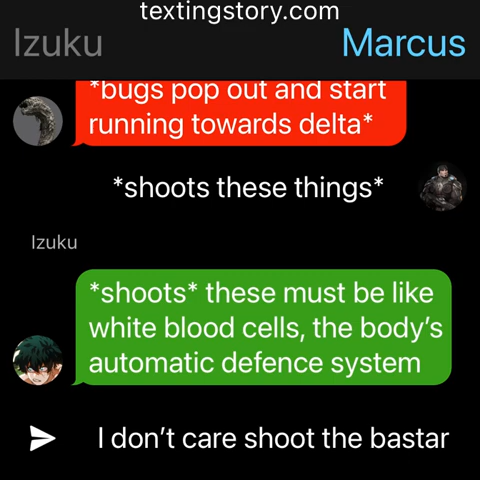 textingstory.com
Izuku Marcus
*bugs pop out and start
running towards delta*
*shoots these things*
Izuku
*shoots* these must be like
white blood cells, the body's
automatic defence system
I don't care shoot the bastar